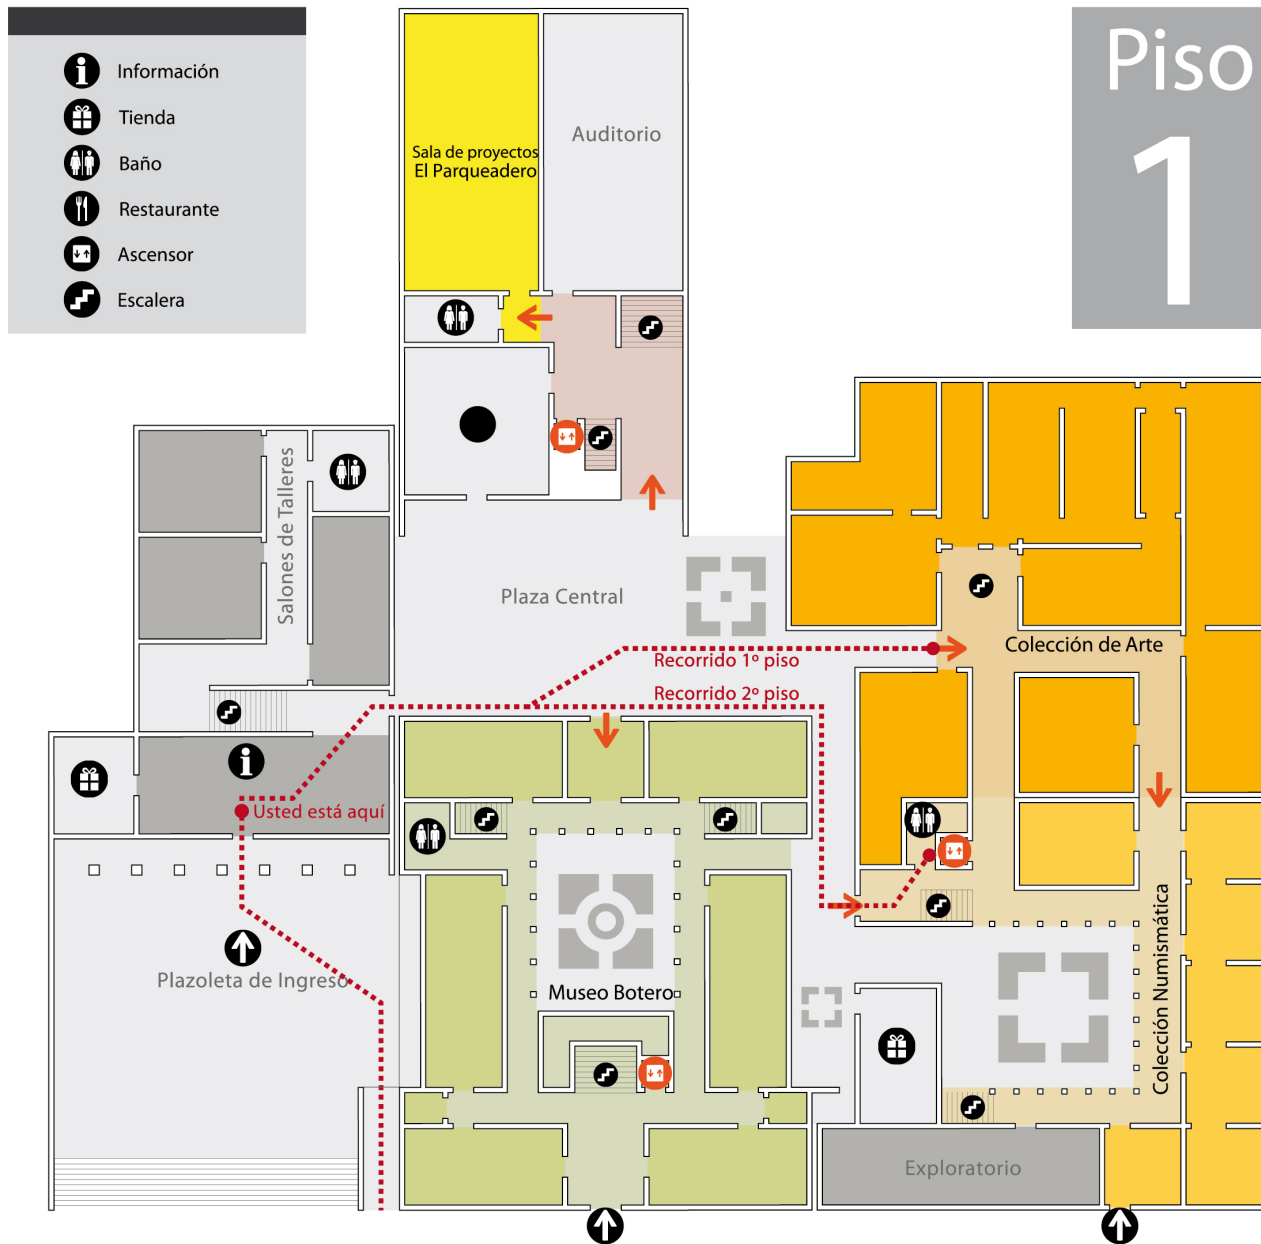 Información
Tienda
Baño
Restaurante
Ascensor
Escalera
Piso
1
Sala de proyectos
El Parqueadero
Auditorio
Salones de Talleres
Plaza Central
Colección de Arte
Recorrido 1º piso
Recorrido 2º piso
Usted está aquí
Plazoleta de Ingreso
Museo Botero
Colección Numismática
Exploratorio